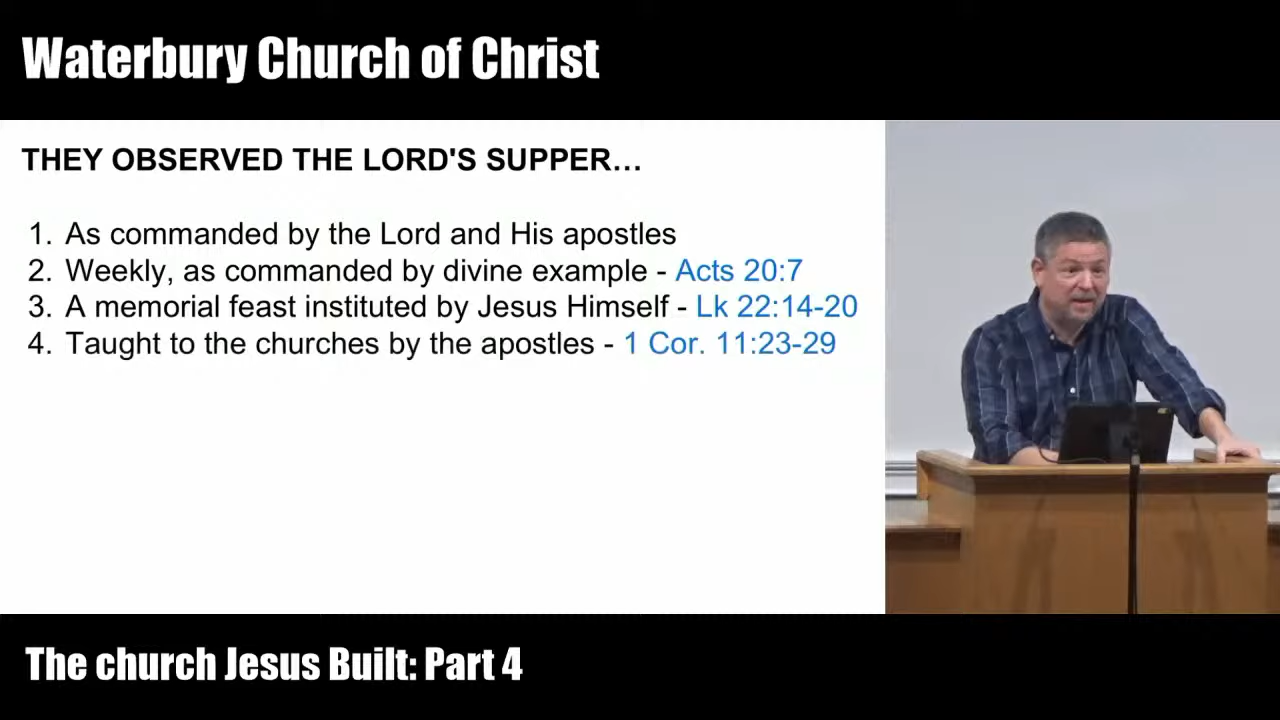 Waterbury Church of Christ
THEY OBSERVED THE LORD'S SUPPER…
1. As commanded by the Lord and His apostles
2. Weekly, as commanded by divine example - Acts 20:7
3. A memorial feast instituted by Jesus Himself - Lk 22:14-20
4. Taught to the churches by the apostles - 1 Cor. 11:23-29
The church Jesus Built: Part 4